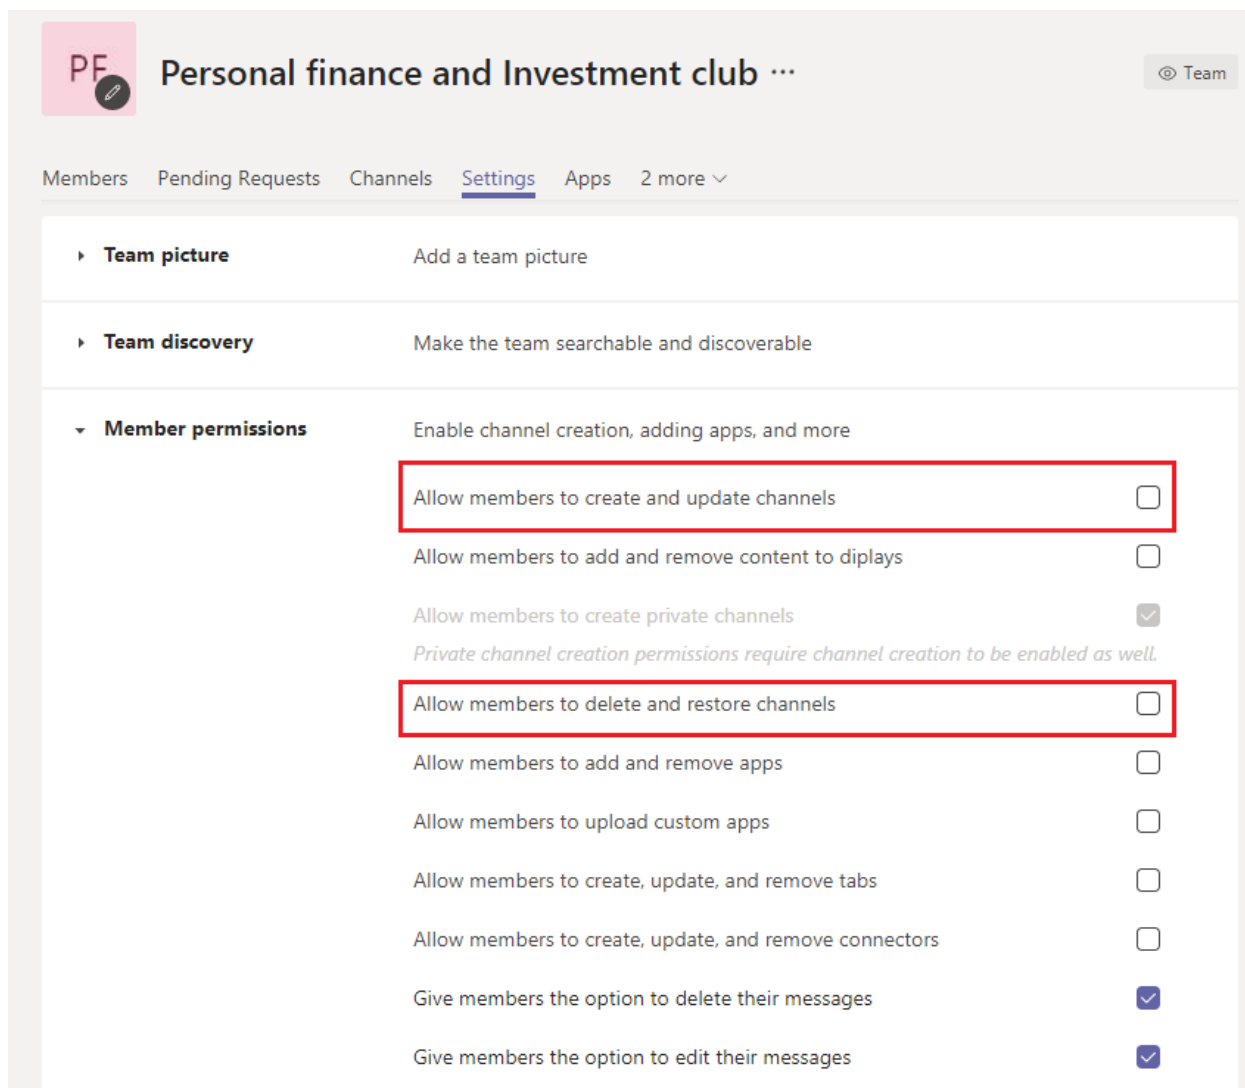 PF
Personal finance and Investment club ...
Team
Members Pending Requests Channels Settings Apps 2 more
Team picture Add a team picture
Team discovery Make the team searchable and discoverable
Member permissions Enable channel creation, adding apps, and more
Allow members to create and update channels
Allow members to add and remove content to diplays
Allow members to create private channels
Private channel creation permissions require channel creation to be enabled as well.
Allow members to delete and restore channels
Allow members to add and remove apps
Allow members to upload custom apps
Allow members to create, update, and remove tabs
Allow members to create, update, and remove connectors
Give members the option to delete their messages
Give members the option to edit their messages